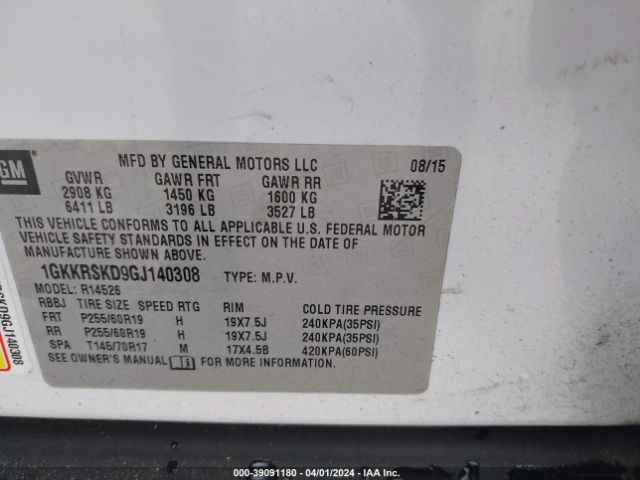 GM
MFD BY GENERAL MOTORS LLC 08/15
GVWR GAWR FRT GAWR RR
2908 KG 1450 KG 1600 KG
6411 LB 3196 LB 3527 LB
THIS VEHICLE CONFORMS TO ALL APPLICABLE U.S. FEDERAL MOTOR
VEHICLE SAFETY STANDARDS IN EFFECT ON THE DATE OF
MANUFACTURE SHOWN ABOVE.
1GKKRSKD9GJ140308 TYPE: M.P.V.
MODEL: R14526
RBBJ TIRE SIZE SPEED RTG RIM COLD TIRE PRESSURE
FRT P255/60R19 H 19X7.5J 240KPA(35PSI)
RR P255/60R19 H 19X7.5J 240KPA(35PSI)
SPA T145/70R17 M 17X4.5B 420KPA(60PSI)
SEE OWNER'S MANUAL FOR MORE INFORMATION.
SKD9GJ140308
000-39091180 - 04/01/2024 - IAA Inc.